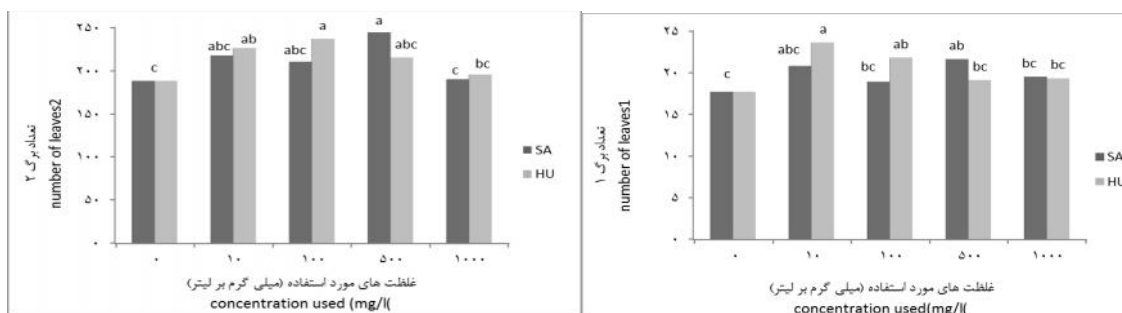 ۲۵۰
۲۰۰
۱۵۰
۱۰۰
۵۰
۰
تعداد برگ ۲
number of leaves2
c
abc
ab
abc
a
a
abc
c
bc
SA
HU
۰
۱۰
۱۰۰
۵۰۰
۱۰۰۰
غلظت های مورد استفاده (میلی گرم بر لیتر)
concentration used (mg/l(
۲۵
۲۰
۱۵
۱۰
۵
۰
تعداد برگ ۱
number of leaves1
c
abc
a
bc
ab
ab
bc
bc
bc
SA
HU
۰
۱۰
۱۰۰
۵۰۰
۱۰۰۰
غلظت های مورد استفاده (میلی گرم بر لیتر)
concentration used(mg/l(